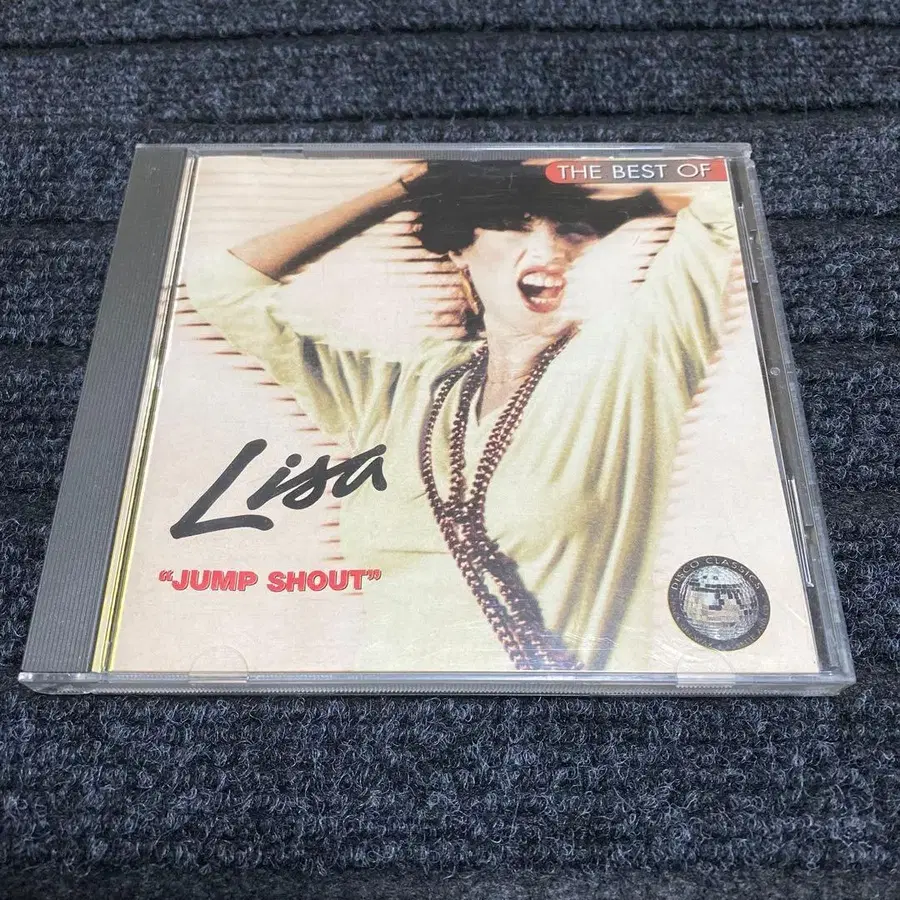 THE BEST OF
Lisa
“JUMP SHOUT”
DISCO CLASSICS